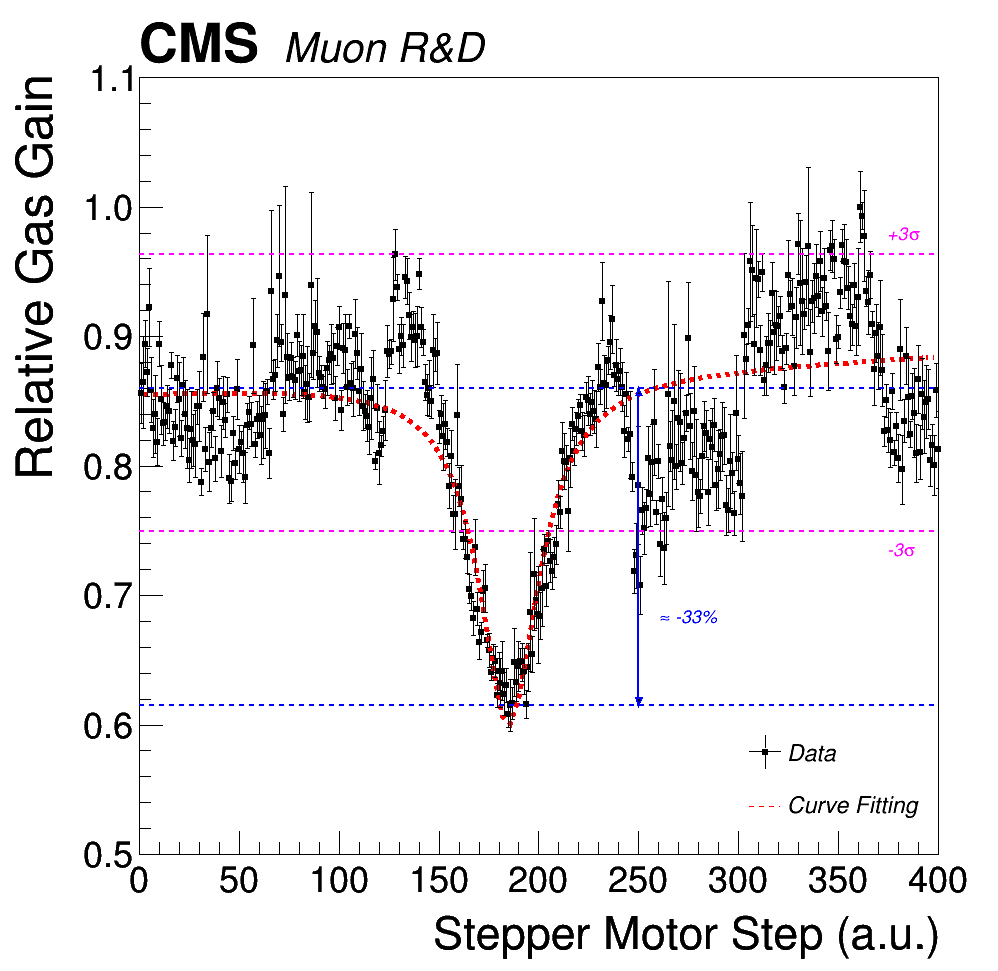 CMS Muon R&D
Relative Gas Gain
1.1
1.0
0.9
0.8
0.7
0.6
0.5
+3σ
-3σ
≈ -33%
Data
Curve Fitting
0 50 100 150 200 250 300 350 400
Stepper Motor Step (a.u.)